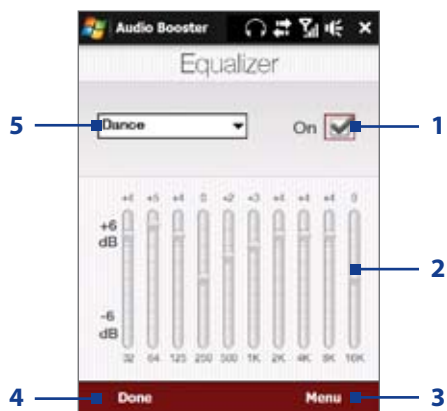 Audio Booster
Equalizer
5 Dance On 1
+4 +5 +4 0 +2 +3 +4 +4 +4 0
+6
dB
2
-6
dB
32 64 125 250 500 1K 2K 4K 8K 16K
4 Done Menu 3